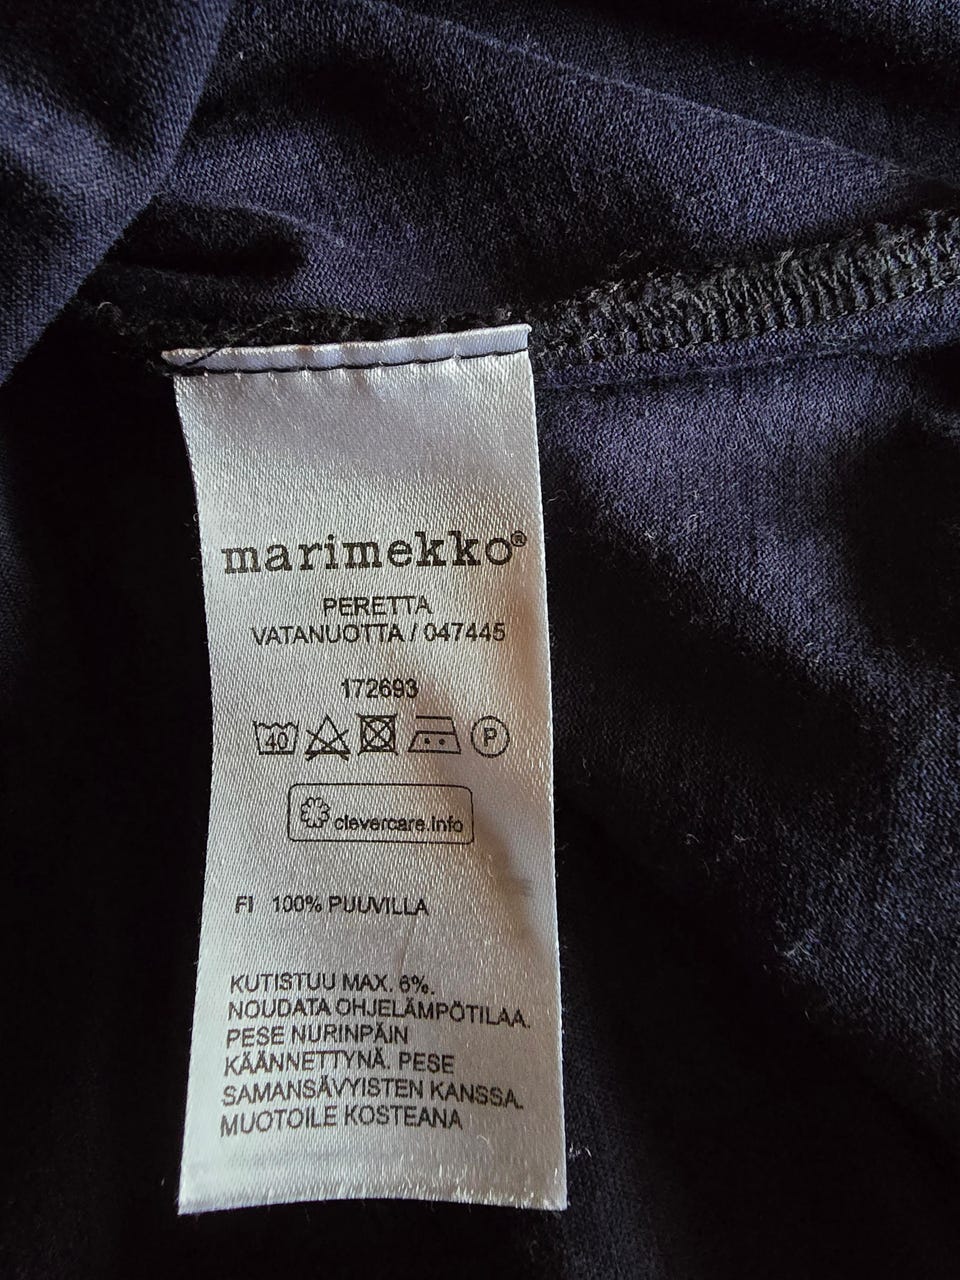 marimekko®
PERETTA
VATANUOTTA / 047445
172693
40 P
clevercare.info
FI 100% PUUVILLA
KUTISTUU MAX. 6%.
NOUDATA OHJELÄMPÖTILAA.
PESE NURINPÄIN
KÄÄNNETTYNÄ. PESE
SAMANSÄVYISTEN KANSSA.
MUOTOILE KOSTEANA